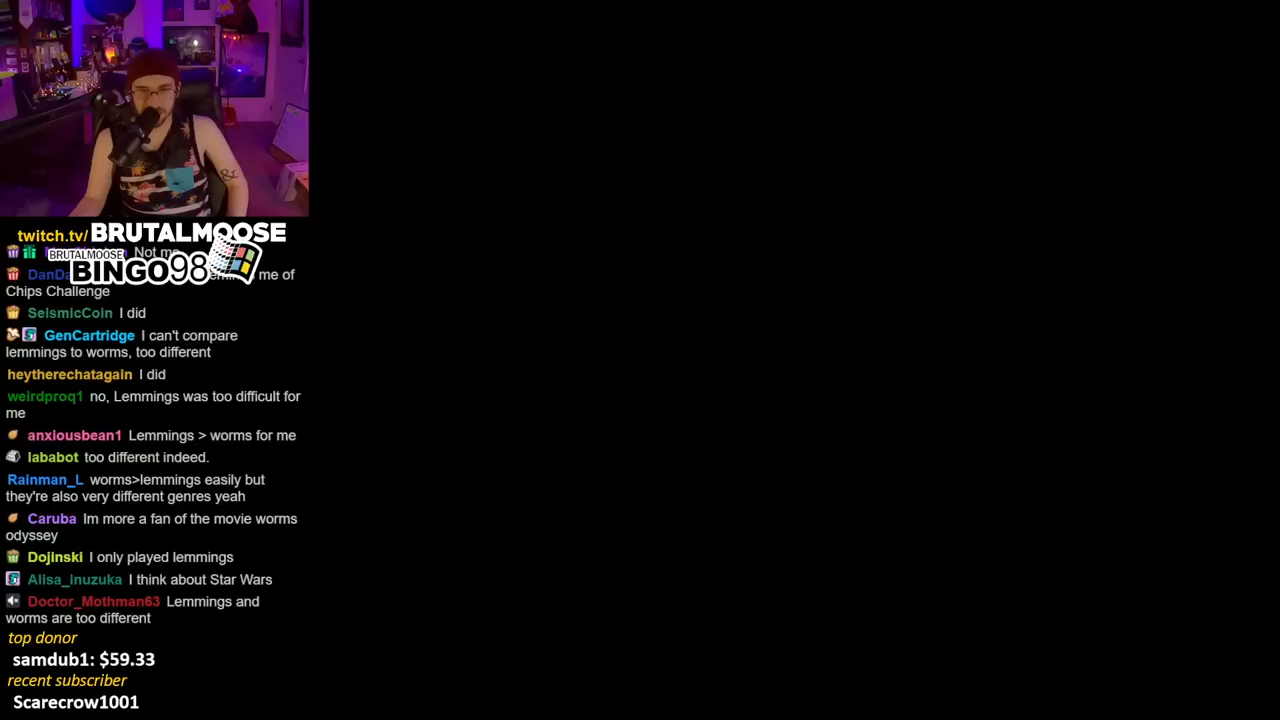 twitch.tv/BRUTALMOOSE
Not me
BRUTALMOOSE
BINGO98
DanDa me of
Chips Challenge
SeismicCoin I did
GenCartridge I can't compare
lemmings to worms, too different
heytherechatagain I did
weirdproq1 no, Lemmings was too difficult for
me
anxiousbean1 Lemmings > worms for me
lababot too different indeed.
Rainman_L worms>lemmings easily but
they're also very different genres yeah
Caruba Im more a fan of the movie worms
odyssey
Dojinski I only played lemmings
Alisa_inuzuka I think about Star Wars
Doctor_Mothman63 Lemmings and
worms are too different
top donor
samdub1: $59.33
recent subscriber
Scarecrow1001